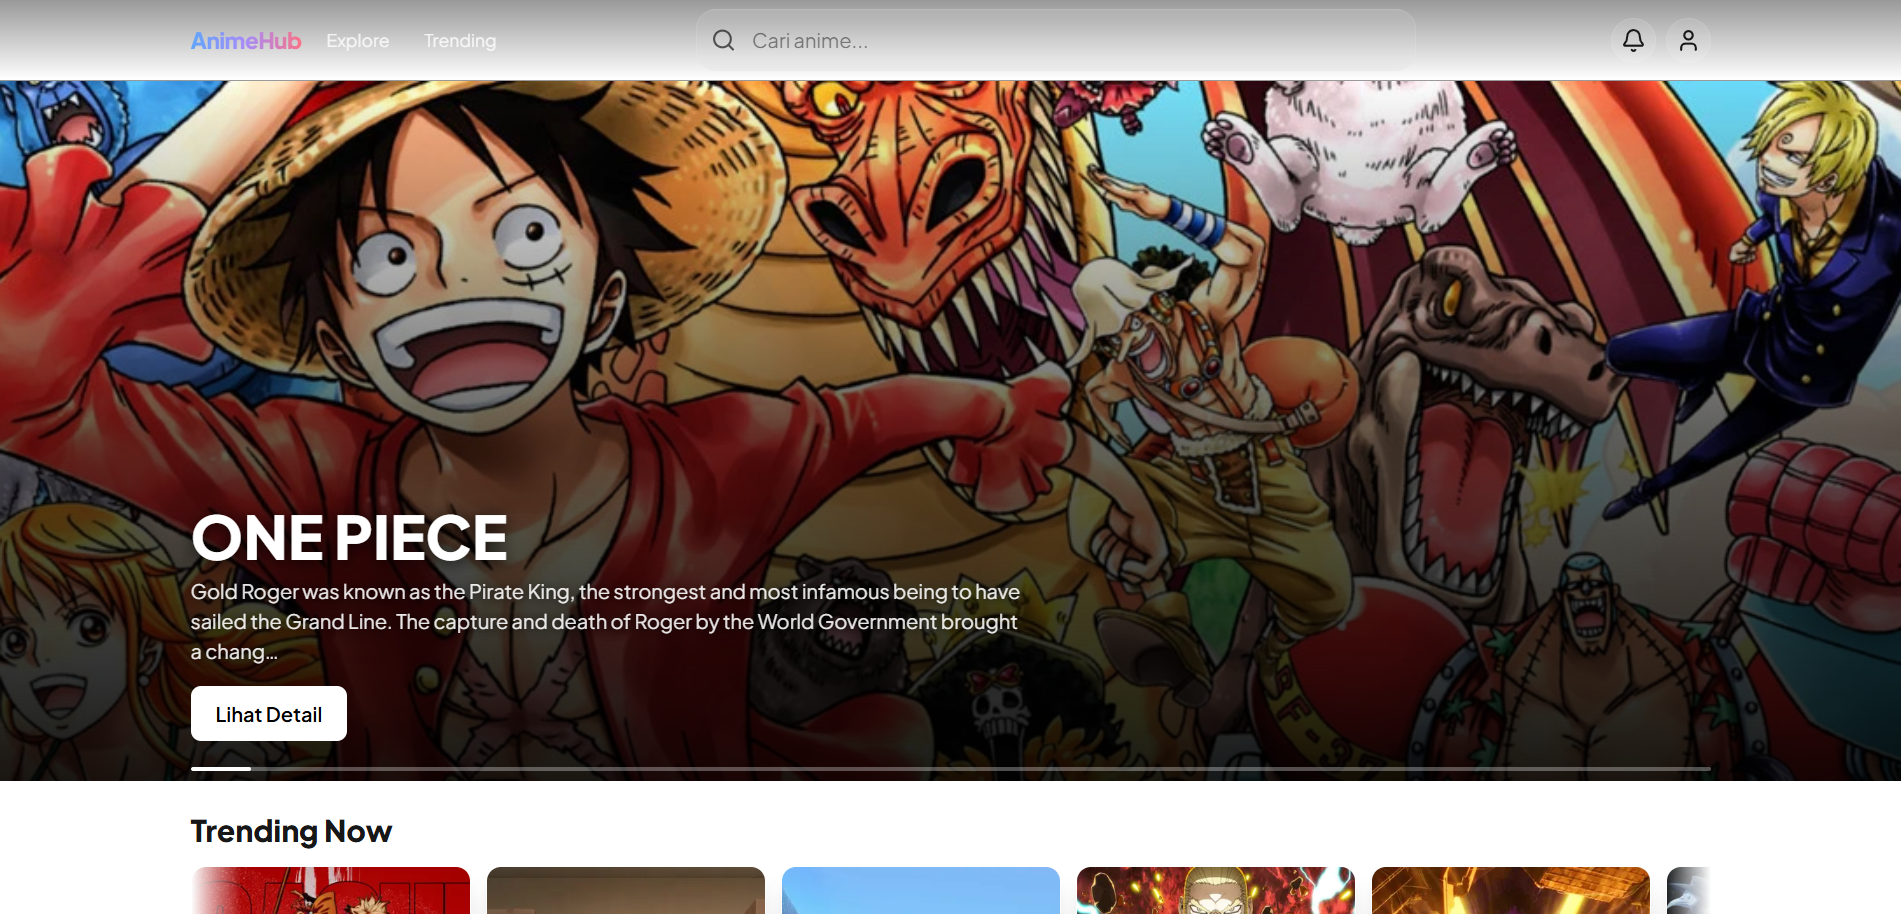 AnimeHub
Explore
Trending
Cari anime...
ONE PIECE
Gold Roger was known as the Pirate King, the strongest and most infamous being to have
sailed the Grand Line. The capture and death of Roger by the World Government brought
a chang...
Lihat Detail
BF-37
Trending Now